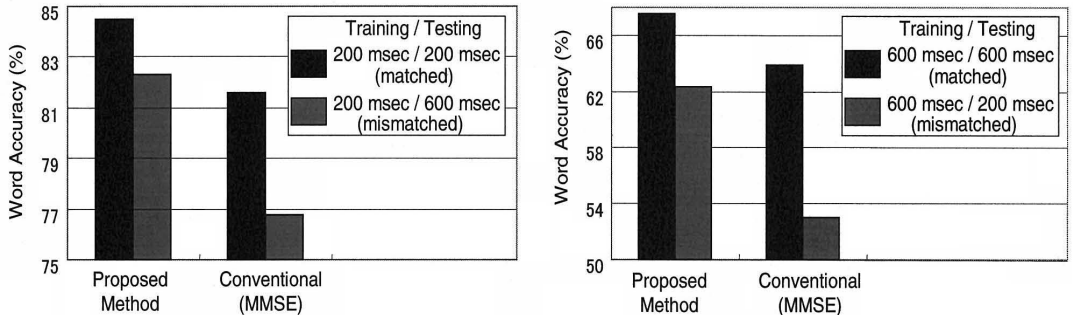 Word Accuracy (%)
85
83
81
79
77
75
Training / Testing
200 msec / 200 msec
(matched)
200 msec / 600 msec
(mismatched)
Proposed
Method
Conventional
(MMSE)
Word Accuracy (%)
66
62
58
54
50
Training / Testing
600 msec / 600 msec
(matched)
600 msec / 200 msec
(mismatched)
Proposed
Method
Conventional
(MMSE)